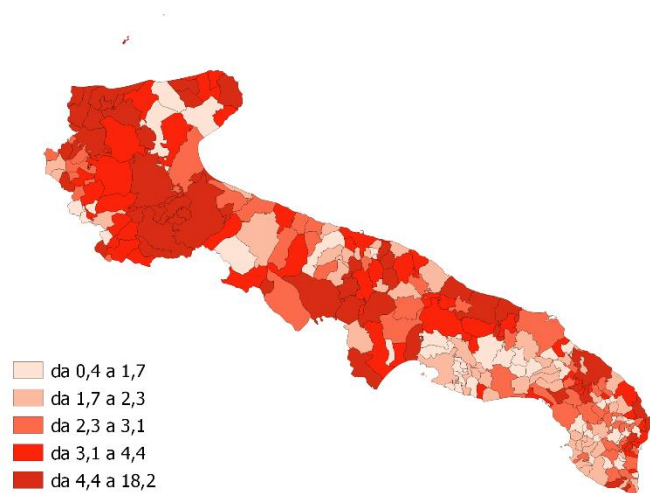 da 0,4 a 1,7
da 1,7 a 2,3
da 2,3 a 3,1
da 3,1 a 4,4
da 4,4 a 18,2